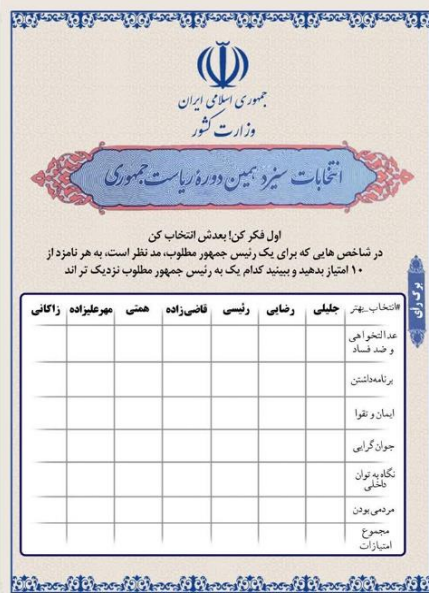 جمهوری اسلامی ایران
وزارت کشور
انتخابات سیزدهمین دورهٔ ریاست جمهوری
اول فکر کن! بعدش انتخاب کن
در شاخص هایی که برای یک رئیس جمهور مطلوب، مد نظر است، به هر نامزد از
۱۰ امتیاز بدهید و ببینید کدام یک به رئیس جمهور مطلوب نزدیک تر اند
برگ رای
#انتخاب_بهتر جلیلی رضایی رئیسی قاضی‌زاده همتی مهرعلیزاده زاکانی
عدالتخواهی
و ضد فساد
برنامه‌داشتن
ایمان و تقوا
جوان‌گرایی
نگاه به توان
داخلی
مردمی‌بودن
مجموع
امتیازات